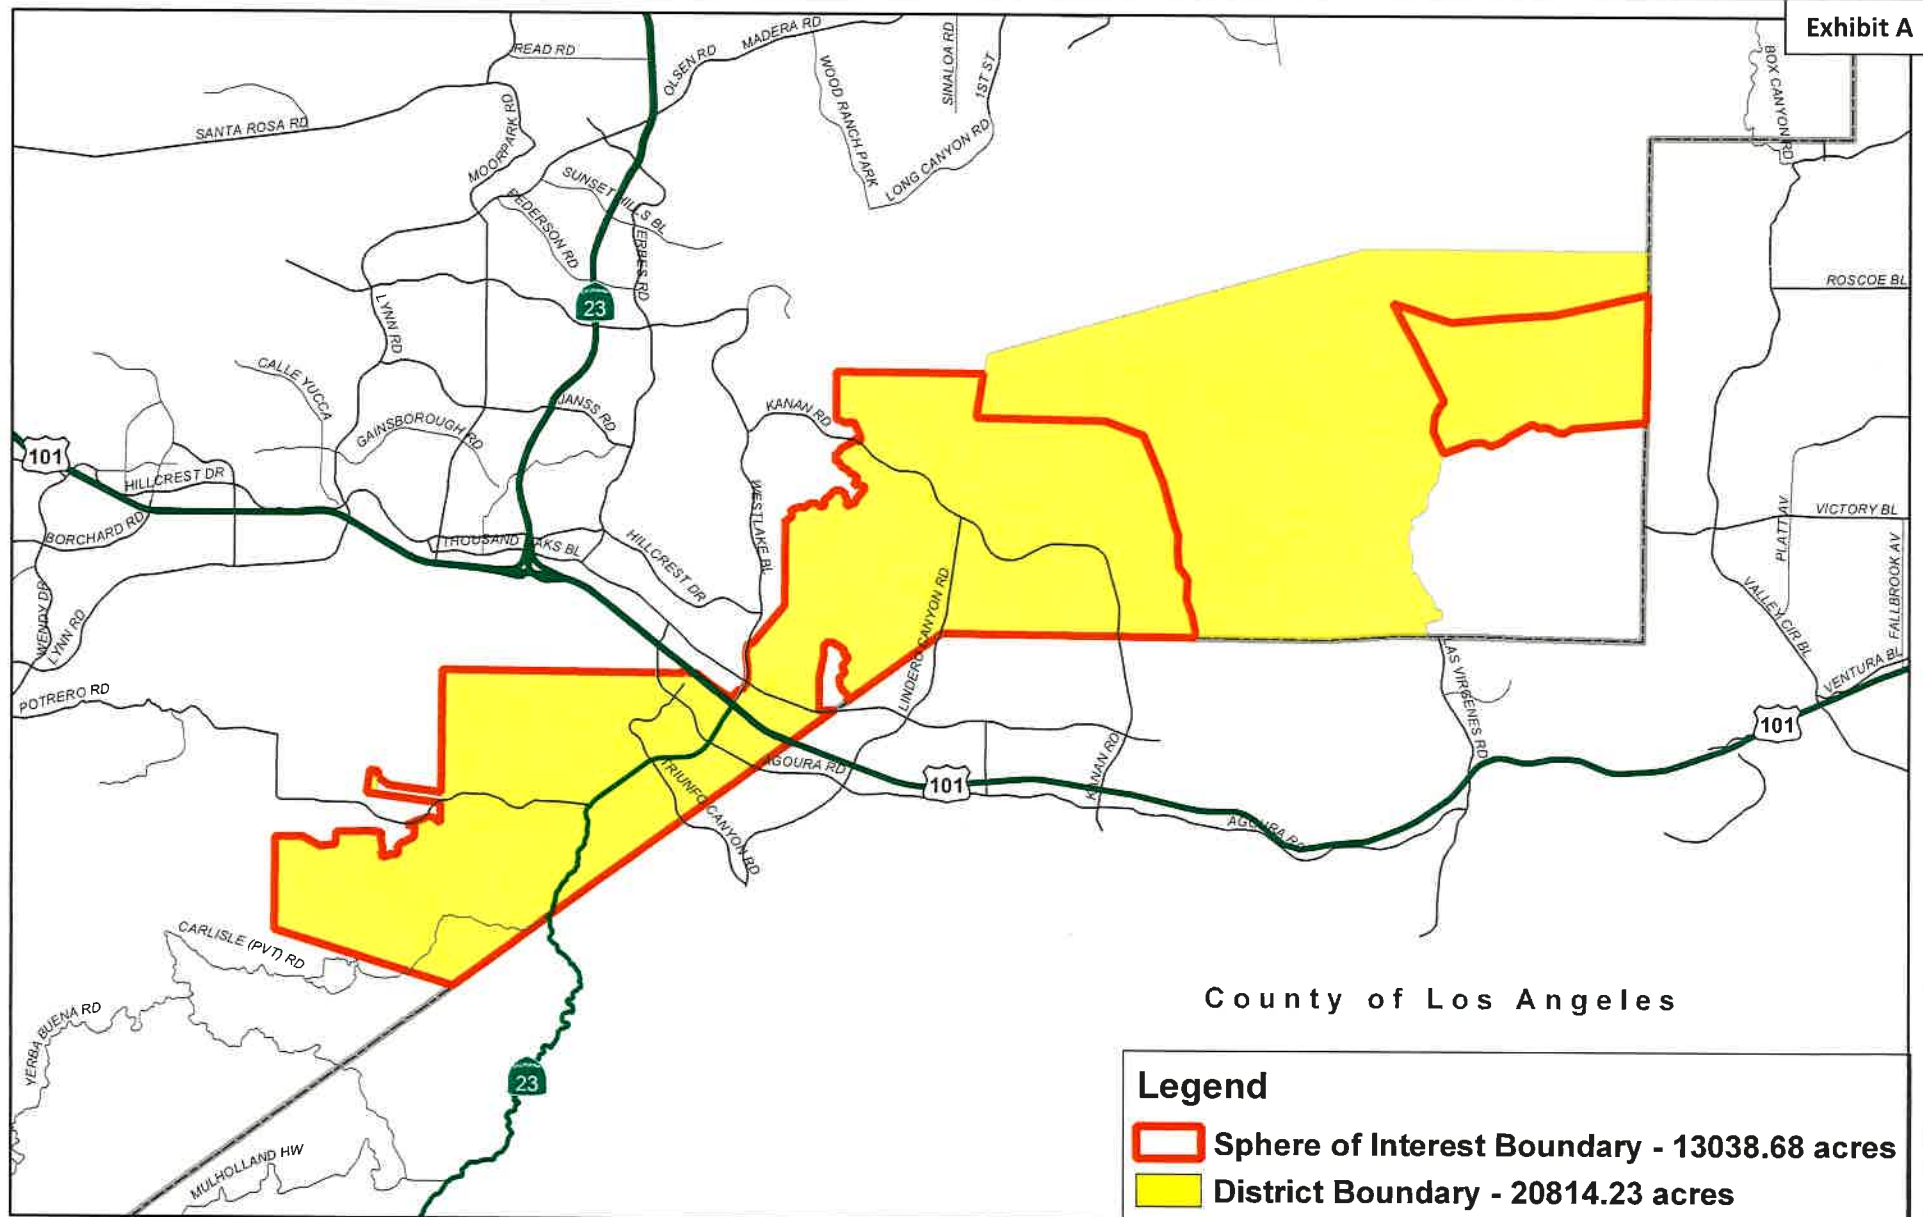 Exhibit A
READ RD
OLSEN RD
MADERA RD
WOOD RANCH PARK
SINALOA RD
1ST ST
LONG CANYON RD
BOX CANYON RD
SANTA ROSA RD
MOORPARK RD
SUNSET HILLS BL
PEDERSON RD
ERBES RD
23
LYNN RD
ROSCOE BL
CALLE YUCCA
GAINSBOROUGH RD
JANSS RD
KANAN RD
101
HILLCREST DR
BORCHARD RD
THOUSAND OAKS BL
HILLCREST DR
WESTLAKE BL
LINDERO CANYON RD
PLATT AV
VICTORY BL
FALLBROOK AV
VALLEY CIR BL
VENTURA BL
WENDY DR
LYNN RD
POTRERO RD
LAS VIRGENES RD
101
TRIUNFO CANYON RD
AGOURA RD
101
KANAN RD
AGOURA RD
CARLISLE (PVT) RD
YERBA BUENA RD
County of Los Angeles
23
MULHOLLAND HW
Legend
Sphere of Interest Boundary - 13038.68 acres
District Boundary - 20814.23 acres